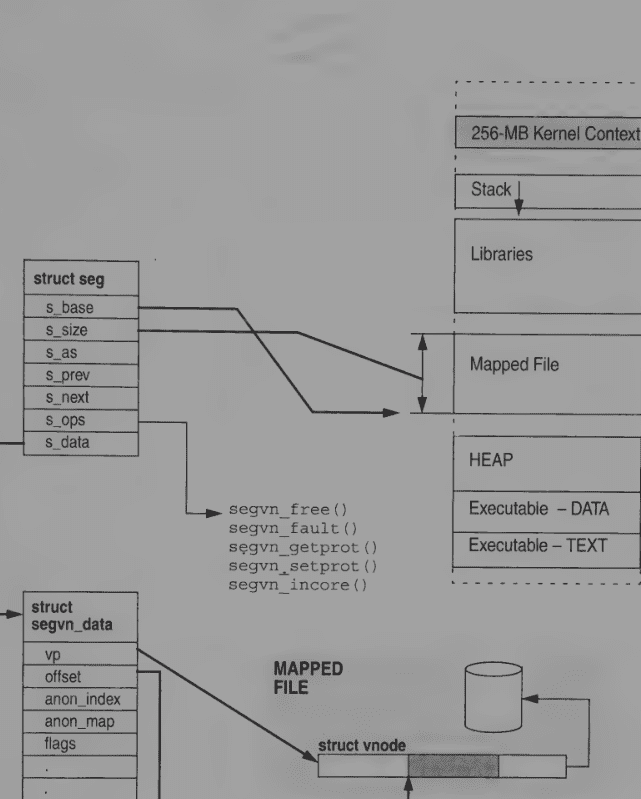 256-MB Kernel Context
Stack
Libraries
struct seg
s_base
s_size
s_as
s_prev
s_next
s_ops
s_data
Mapped File
HEAP
Executable – DATA
Executable – TEXT
segvn_free()
segvn_fault()
segvn_getprot()
segvn_setprot()
segvn_incore()
struct
segvn_data
vp
offset
anon_index
anon_map
flags
.
.
MAPPED
FILE
struct vnode